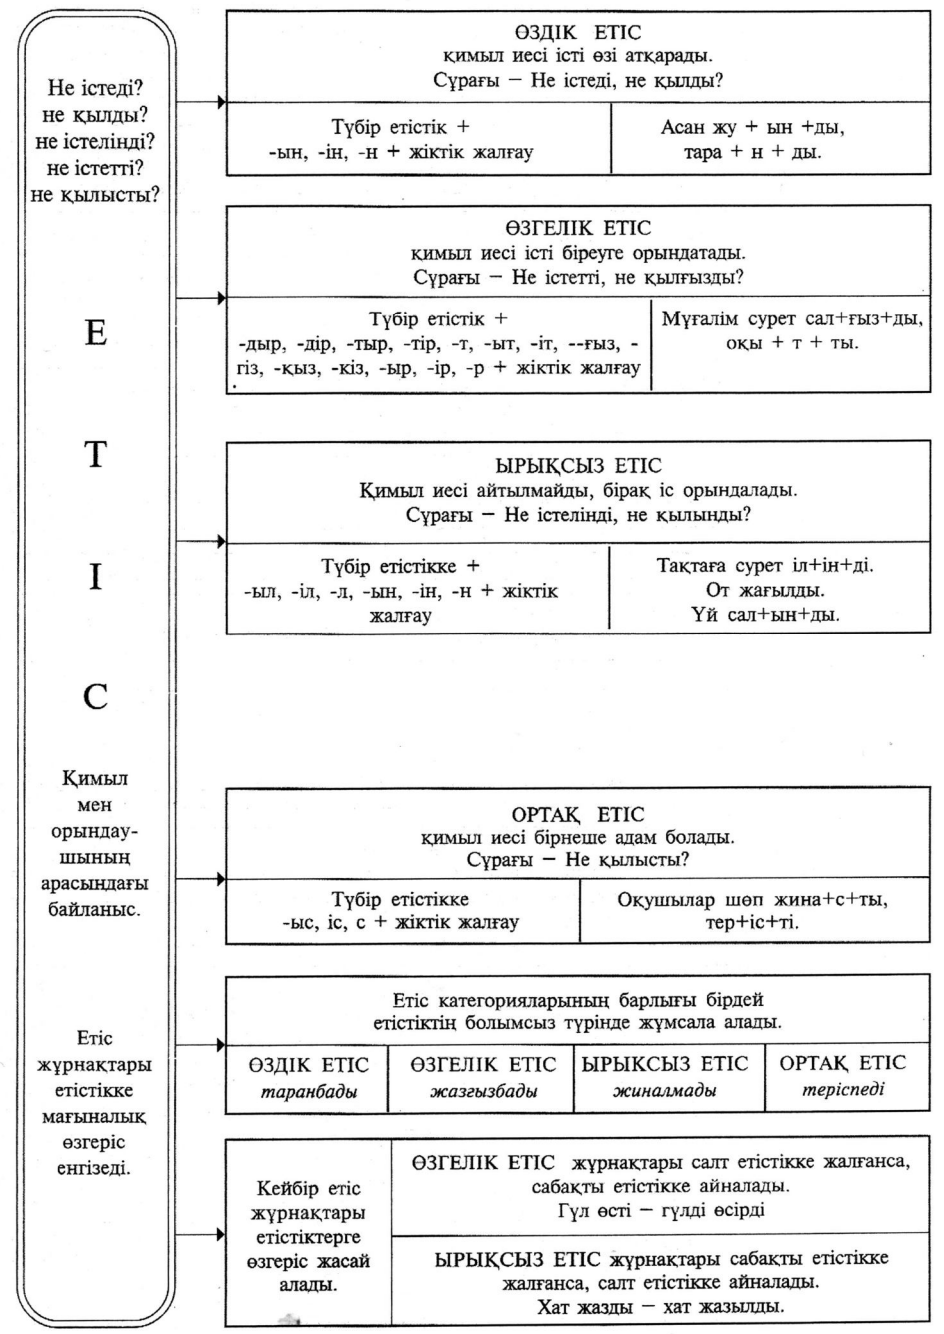 Не істеді?
не қылды?
не істелінді?
не істетті?
не қылысты?
Е
Т
І
С
Қимыл
мен
орындау-
шының
арасындағы
байланыс.
Етіс
жұрнақтары
етістікке
мағыналық
өзгеріс
енгізеді.
ӨЗДІК ЕТІС
қимыл иесі істі өзі атқарады.
Сұрағы — Не істеді, не қылды?
Түбір етістік +
-ын, -ін, -н + жіктік жалғау
Асан жу + ын +ды,
тара + н + ды.
ӨЗГЕЛІК ЕТІС
қимыл иесі істі біреуге орындатады.
Сұрағы — Не істетті, не қылғызды?
Түбір етістік +
-дыр, -дір, -тыр, -тір, -т, -ыт, -іт, --ғыз, -
гіз, -қыз, -кіз, -ыр, -ір, -р + жіктік жалғау
Мұғалім сурет сал+ғыз+ды,
оқы + т + ты.
ЫРЫҚСЫЗ ЕТІС
Қимыл иесі айтылмайды, бірақ іс орындалады.
Сұрағы — Не істелінді, не қылынды?
Түбір етістікке +
-ыл, -іл, -л, -ын, -ін, -н + жіктік
жалғау
Тақтаға сурет іл+ін+ді.
От жағылды.
Үй сал+ын+ды.
ОРТАҚ ЕТІС
қимыл иесі бірнеше адам болады.
Сұрағы — Не қылысты?
Түбір етістікке
-ыс, іс, с + жіктік жалғау
Оқушылар шөп жина+с+ты,
тер+іс+ті.
Етіс категорияларының барлығы бірдей
етістіктің болымсыз түрінде жұмсала алады.
ӨЗДІК ЕТІС
таранбады
ӨЗГЕЛІК ЕТІС
жазғызбады
ЫРЫКСЫЗ ЕТІС
жиналмады
ОРТАҚ ЕТІС
теріспеді
Кейбір етіс
жұрнақтары
етістіктерге
өзгеріс жасай
алады.
ӨЗГЕЛІК ЕТІС жұрнақтары салт етістікке жалғанса,
сабақты етістікке айналады.
Гүл өсті — гүлді өсірді
ЫРЫҚСЫЗ ЕТІС жұрнақтары сабақты етістікке
жалғанса, салт етістікке айналады.
Хат жазды — хат жазылды.